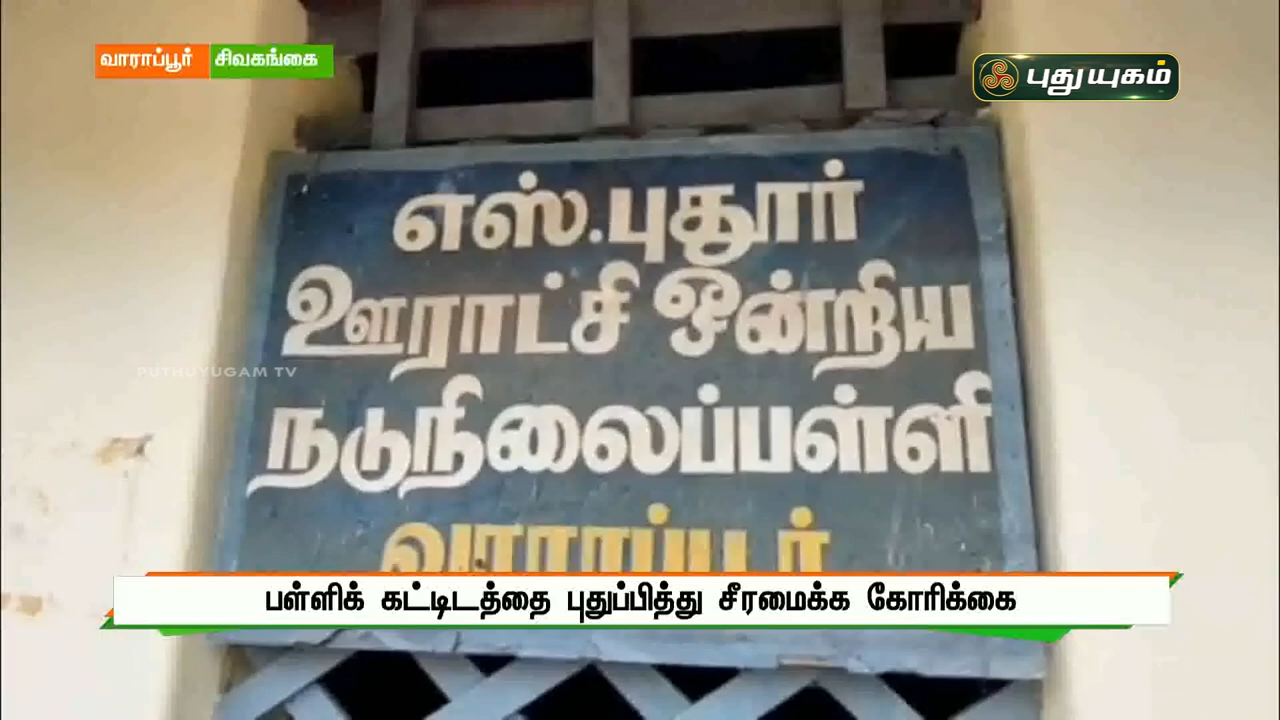 வாராப்பூர் சிவகங்கை
புதுயுகம்
எஸ்.புதூர்
ஊராட்சி ஒன்றிய
நடுநிலைப்பள்ளி
வாராப்பூர்
PUTHUYUGAM TV
பள்ளிக் கட்டிடத்தை புதுப்பித்து சீரமைக்க கோரிக்கை